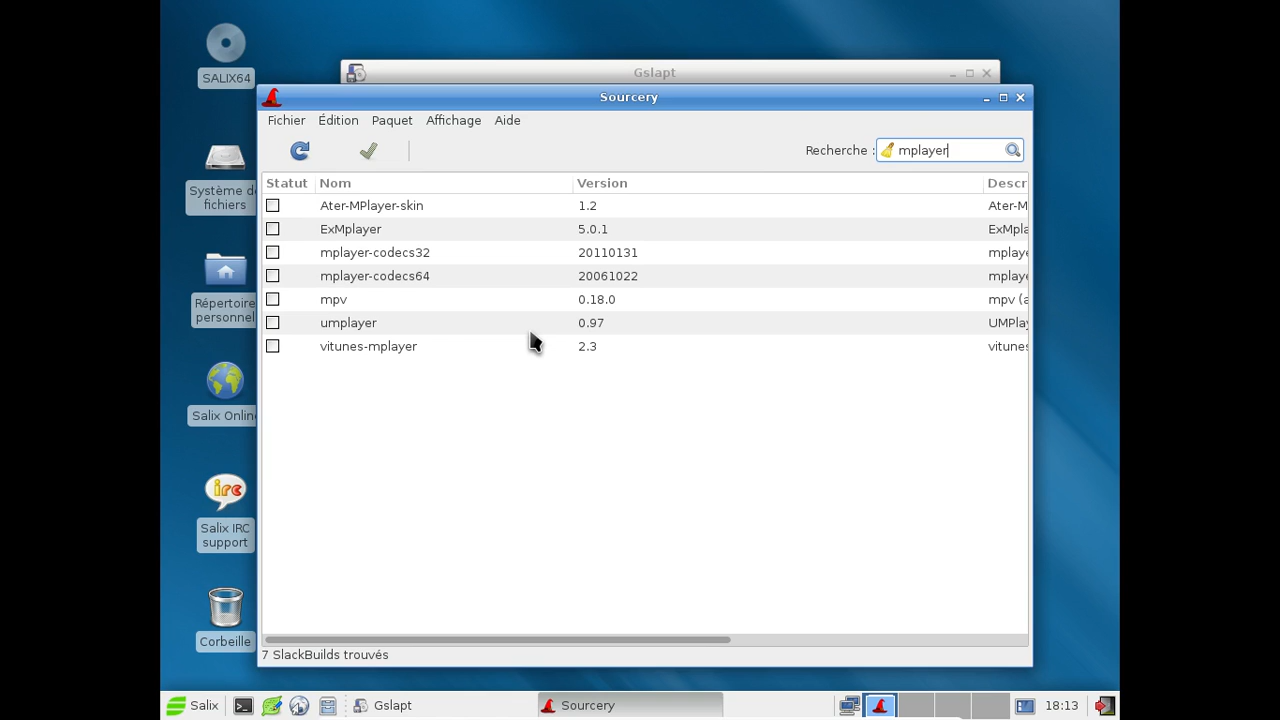 SALIX64
Système de
fichiers
Répertoire
personnel
Salix Online
irc
Salix IRC
support
Corbeille
Gslapt
Sourcery
Fichier Édition Paquet Affichage Aide
Recherche : mplayer
Statut Nom Version Descr
Ater-MPlayer-skin 1.2 Ater-M
ExMplayer 5.0.1 ExMpla
mplayer-codecs32 20110131 mplaye
mplayer-codecs64 20061022 mplaye
mpv 0.18.0 mpv (a
umplayer 0.97 UMPlay
vitunes-mplayer 2.3 vitunes
7 SlackBuilds trouvés
Salix Gslapt Sourcery 18:13